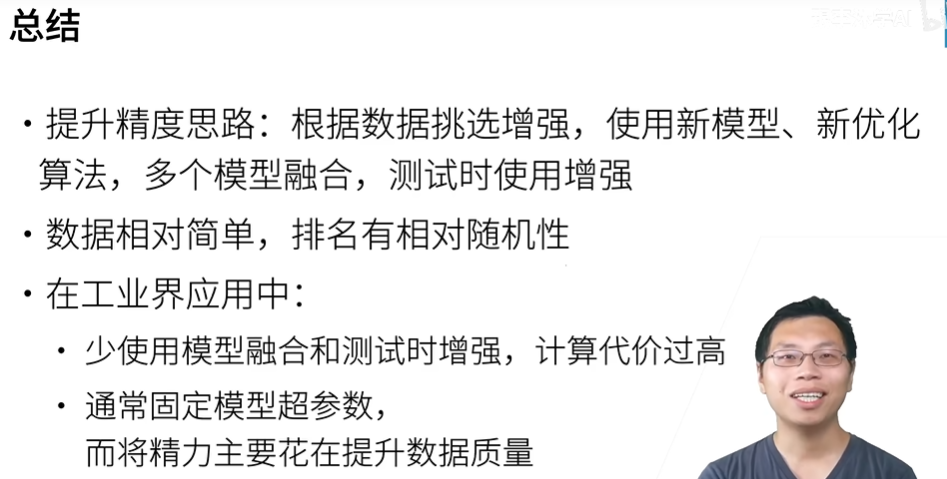 总结
• 提升精度思路：根据数据挑选增强，使用新模型、新优化
算法，多个模型融合，测试时使用增强
• 数据相对简单，排名有相对随机性
• 在工业界应用中：
• 少使用模型融合和测试时增强，计算代价过高
• 通常固定模型超参数，
而将精力主要花在提升数据质量